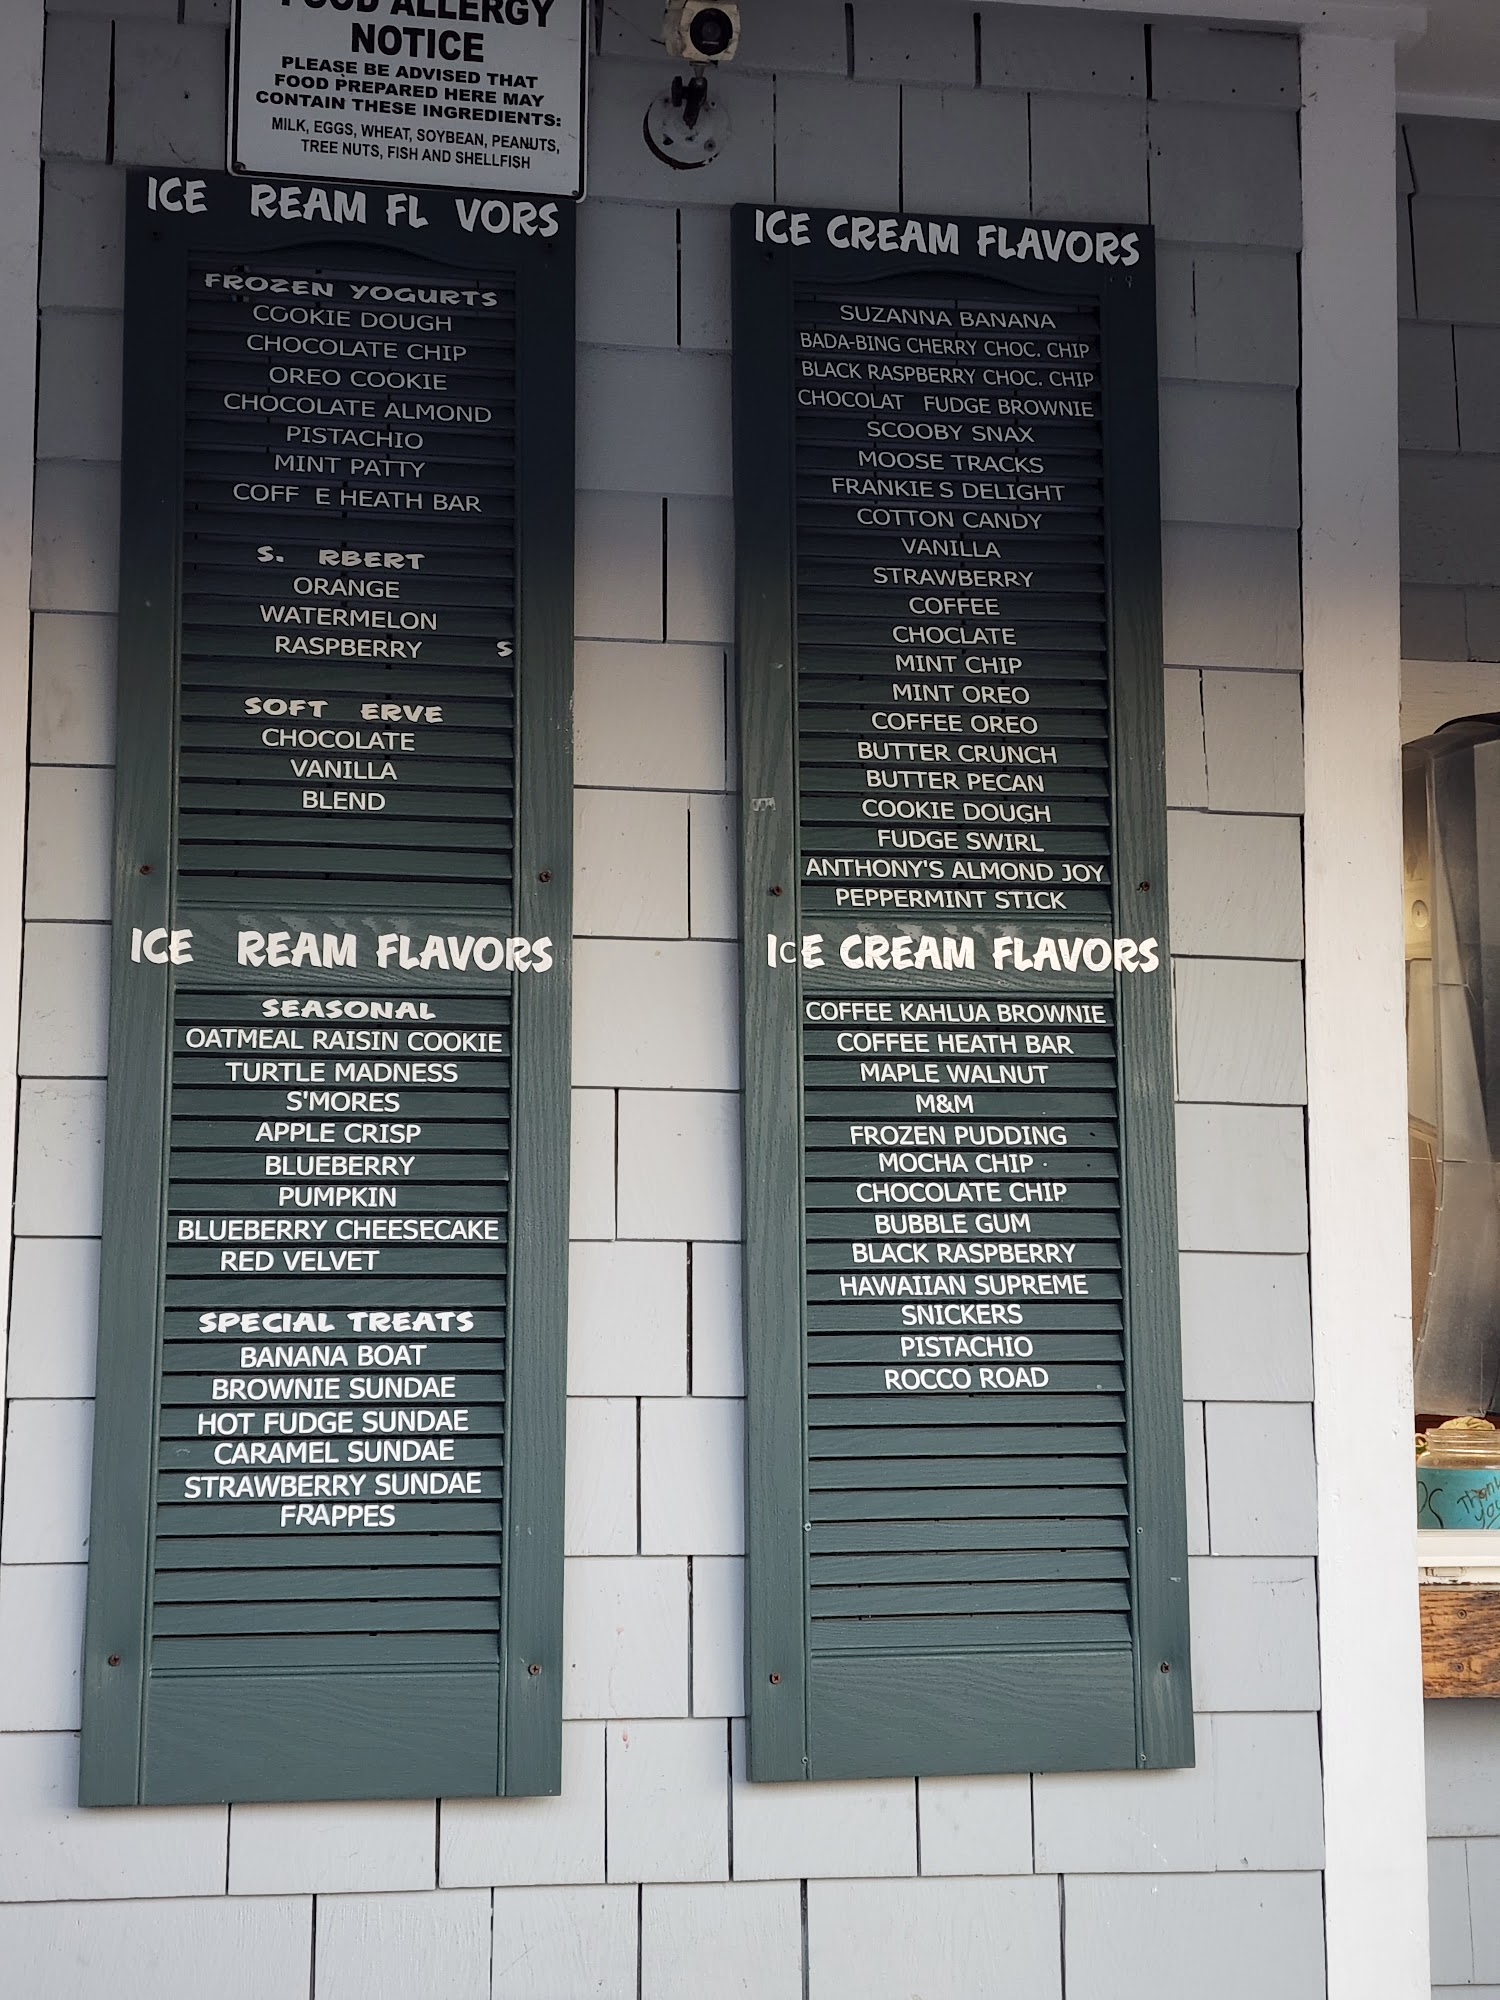 FOOD ALLERGY
NOTICE
PLEASE BE ADVISED THAT
FOOD PREPARED HERE MAY
CONTAIN THESE INGREDIENTS:
MILK, EGGS, WHEAT, SOYBEAN, PEANUTS,
TREE NUTS, FISH AND SHELLFISH
ICE REAM FL VORS
FROZEN YOGURTS
COOKIE DOUGH
CHOCOLATE CHIP
OREO COOKIE
CHOCOLATE ALMOND
PISTACHIO
MINT PATTY
COFF E HEATH BAR
S. RBERT
ORANGE
WATERMELON
RASPBERRY S
SOFT ERVE
CHOCOLATE
VANILLA
BLEND
ICE REAM FLAVORS
SEASONAL
OATMEAL RAISIN COOKIE
TURTLE MADNESS
S'MORES
APPLE CRISP
BLUEBERRY
PUMPKIN
BLUEBERRY CHEESECAKE
RED VELVET
SPECIAL TREATS
BANANA BOAT
BROWNIE SUNDAE
HOT FUDGE SUNDAE
CARAMEL SUNDAE
STRAWBERRY SUNDAE
FRAPPES
ICE CREAM FLAVORS
SUZANNA BANANA
BADA-BING CHERRY CHOC. CHIP
BLACK RASPBERRY CHOC. CHIP
CHOCOLAT FUDGE BROWNIE
SCOOBY SNAX
MOOSE TRACKS
FRANKIE S DELIGHT
COTTON CANDY
VANILLA
STRAWBERRY
COFFEE
CHOCLATE
MINT CHIP
MINT OREO
COFFEE OREO
BUTTER CRUNCH
BUTTER PECAN
COOKIE DOUGH
FUDGE SWIRL
ANTHONY'S ALMOND JOY
PEPPERMINT STICK
ICE CREAM FLAVORS
COFFEE KAHLUA BROWNIE
COFFEE HEATH BAR
MAPLE WALNUT
M&M
FROZEN PUDDING
MOCHA CHIP
CHOCOLATE CHIP
BUBBLE GUM
BLACK RASPBERRY
HAWAIIAN SUPREME
SNICKERS
PISTACHIO
ROCCO ROAD
Thank
you